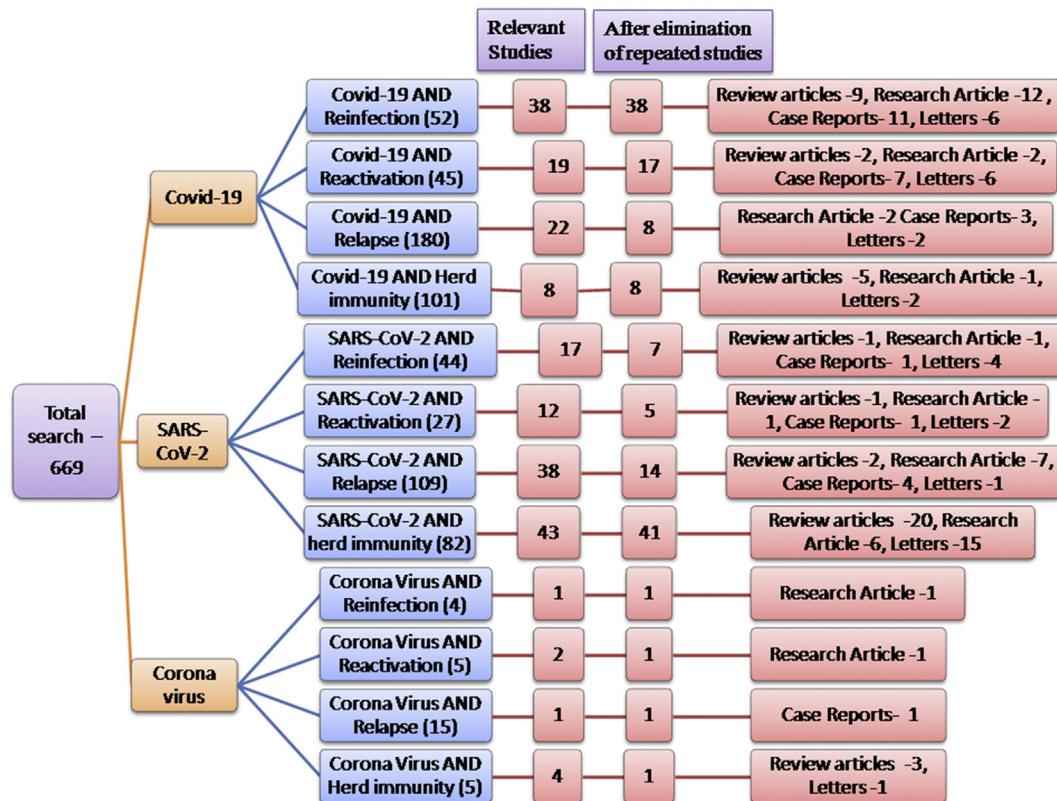 Relevant
Studies
After elimination
of repeated studies
Total
search –
669
Covid-19
Covid-19 AND
Reinfection (52)
38
38
Review articles -9, Research Article -12 ,
Case Reports- 11, Letters -6
Covid-19 AND
Reactivation (45)
19
17
Review articles -2, Research Article -2,
Case Reports- 7, Letters -6
Covid-19 AND
Relapse (180)
22
8
Research Article -2 Case Reports- 3,
Letters -2
Covid-19 AND Herd
immunity (101)
8
8
Review articles -5, Research Article -1,
Letters -2
SARS-
CoV-2
SARS-CoV-2 AND
Reinfection (44)
17
7
Review articles -1, Research Article -1,
Case Reports- 1, Letters -4
SARS-CoV-2 AND
Reactivation (27)
12
5
Review articles -1, Research Article -
1, Case Reports- 1, Letters -2
SARS-CoV-2 AND
Relapse (109)
38
14
Review articles -2, Research Article -7,
Case Reports- 4, Letters -1
SARS-CoV-2 AND
herd immunity (82)
43
41
Review articles -20, Research
Article -6, Letters -15
Corona
virus
Corona Virus AND
Reinfection (4)
1
1
Research Article -1
Corona Virus AND
Reactivation (5)
2
1
Research Article -1
Corona Virus AND
Relapse (15)
1
1
Case Reports- 1
Corona Virus AND
Herd immunity (5)
4
1
Review articles -3,
Letters -1